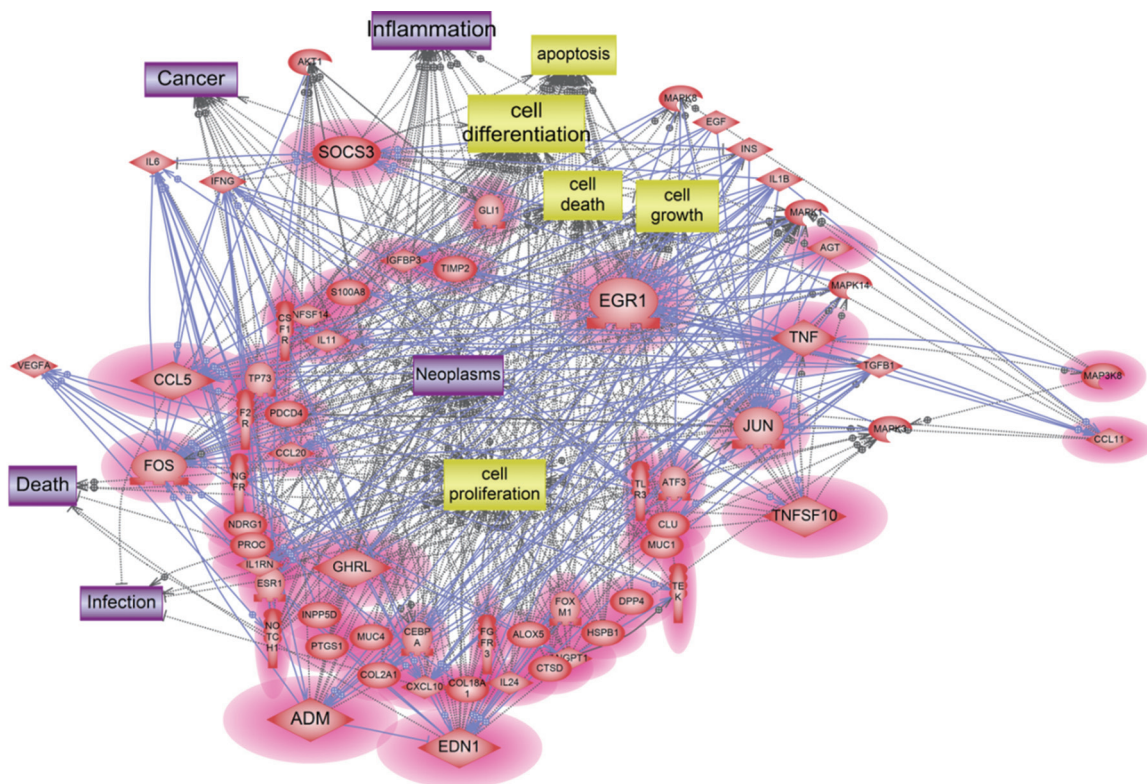 Inflammation
apoptosis
AKT1
Cancer
cell
differentiation
MAPK8
EGF
SOCS3
INS
IL6
IFNG
IL1B
cell
death
cell
growth
GLI1
MAPK1
AGT
IGFBP3
TIMP2
S100A8
MAPK14
EGR1
NFSF14
CS
F1
R
IL11
TNF
VEGFA
CCL5
TP73
Neoplasms
TGFB1
MAP3K8
F2
R
PDCD4
JUN
MAPK3
CCL11
CCL20
FOS
NG
FR
cell
proliferation
TL
R3
ATF3
Death
TNFSF10
NDRG1
CLU
PROC
MUC1
IL1RN
GHRL
ESR1
TE
K
Infection
INPP5D
FOX
M1
DPP4
NO
TCH1
PTGS1
MUC4
CEBP
A
FG
FR
3
ALOX5
HSPB1
NGPT1
CTSD
COL2A1
CXCL10
COL18A
1
IL24
ADM
EDN1